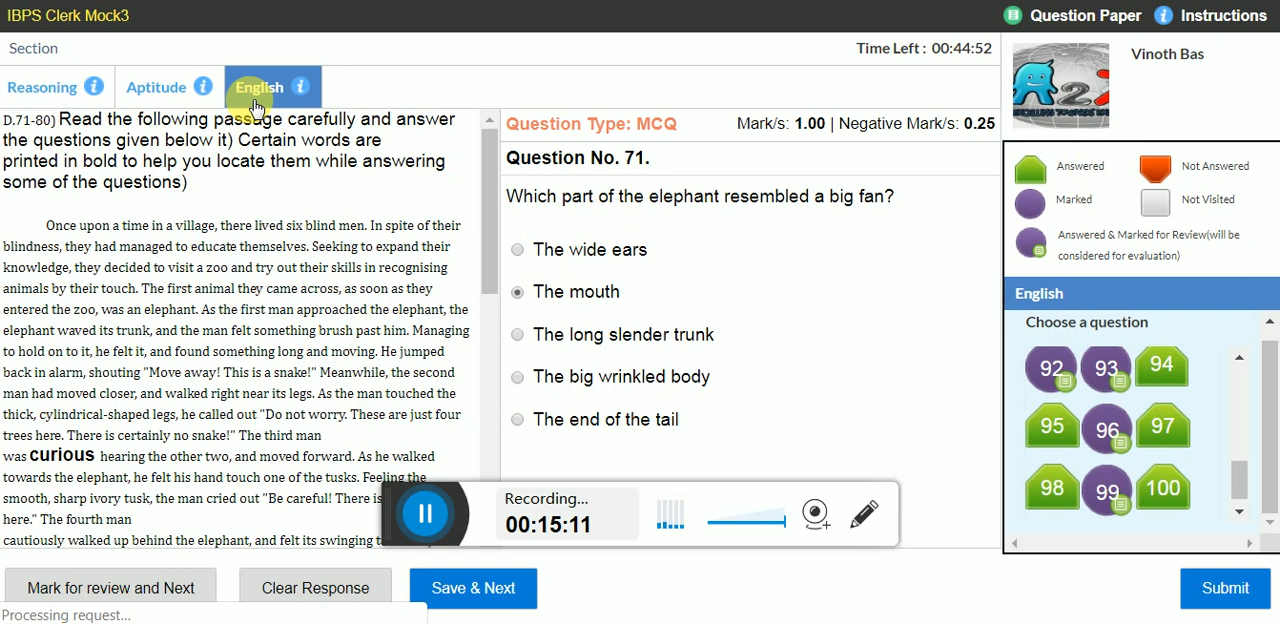 IBPS Clerk Mock3
Question Paper
Instructions
Section
Time Left : 00:44:52
Vinoth Bas
Reasoning
Aptitude
English
D.71-80) Read the following passage carefully and answer
the questions given below it) Certain words are
printed in bold to help you locate them while answering
some of the questions)
Once upon a time in a village, there lived six blind men. In spite of their
blindness, they had managed to educate themselves. Seeking to expand their
knowledge, they decided to visit a zoo and try out their skills in recognising
animals by their touch. The first animal they came across, as soon as they
entered the zoo, was an elephant. As the first man approached the elephant, the
elephant waved its trunk, and the man felt something brush past him. Managing
to hold on to it, he felt it, and found something long and moving. He jumped
back in alarm, shouting "Move away! This is a snake!" Meanwhile, the second
man had moved closer, and walked right near its legs. As the man touched the
thick, cylindrical-shaped legs, he called out "Do not worry. These are just four
trees here. There is certainly no snake!" The third man
was curious hearing the other two, and moved forward. As he walked
towards the elephant, he felt his hand touch one of the tusks. Feeling the
smooth, sharp ivory tusk, the man cried out "Be careful! There is
here." The fourth man
cautiously walked up behind the elephant, and felt its swinging
Question Type: MCQ
Mark/s: 1.00 | Negative Mark/s: 0.25
Question No. 71.
Which part of the elephant resembled a big fan?
The wide ears
The mouth
The long slender trunk
The big wrinkled body
The end of the tail
Recording...
00:15:11
Answered
Not Answered
Marked
Not Visited
Answered & Marked for Review(will be
considered for evaluation)
English
Choose a question
92 93 94
95 96 97
98 99 100
Mark for review and Next
Clear Response
Save & Next
Submit
Processing request...